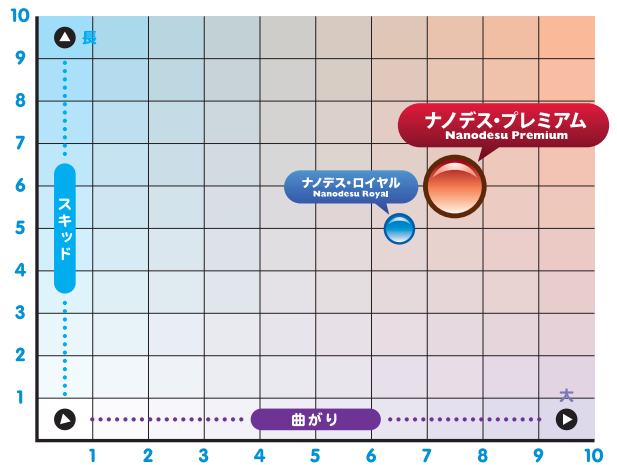 10
長
9
8
7
ナノデス・プレミアム
Nanodesu Premium
6
ナノデス・ロイヤル
Nanodesu Royal
スキッド
5
4
3
2
1
大
曲がり
1 2 3 4 5 6 7 8 9 10